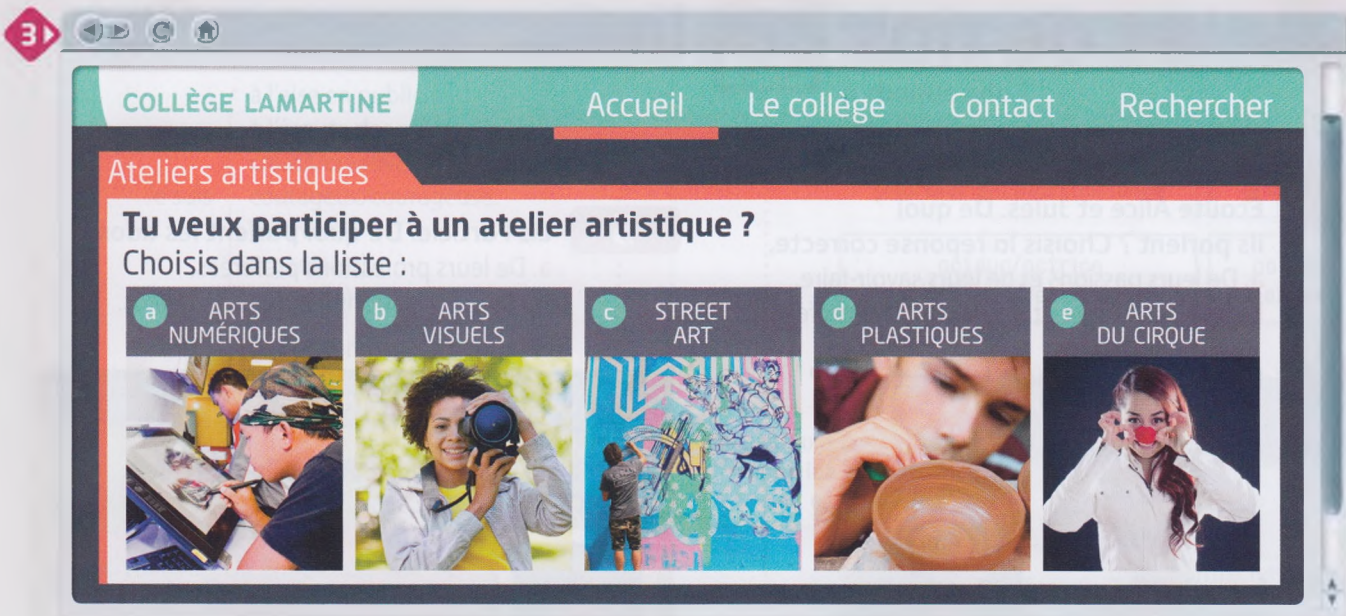 3
COLLÈGE LAMARTINE
Accueil Le collège Contact Rechercher
Ateliers artistiques
Tu veux participer à un atelier artistique ?
Choisis dans la liste :
a ARTS
NUMÉRIQUES
b ARTS
VISUELS
c STREET
ART
d ARTS
PLASTIQUES
e ARTS
DU CIRQUE